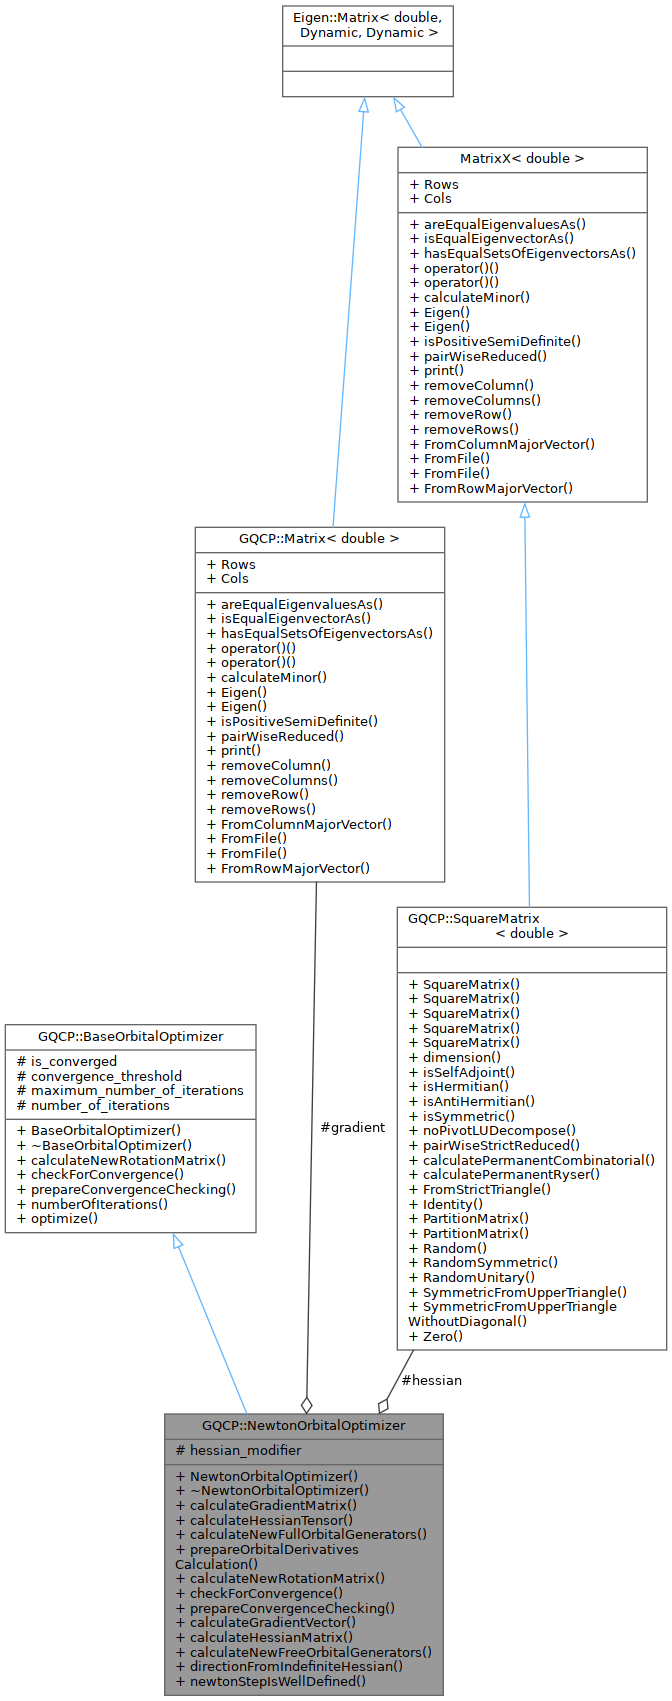 Eigen::Matrix< double,
Dynamic, Dynamic >
MatrixX< double >
+ Rows
+ Cols
+ areEqualEigenvaluesAs()
+ isEqualEigenvectorAs()
+ hasEqualSetsOfEigenvectorsAs()
+ operator()()
+ operator()()
+ calculateMinor()
+ Eigen()
+ Eigen()
+ isPositiveSemiDefinite()
+ pairWiseReduced()
+ print()
+ removeColumn()
+ removeColumns()
+ removeRow()
+ removeRows()
+ FromColumnMajorVector()
+ FromFile()
+ FromFile()
+ FromRowMajorVector()
GQCP::Matrix< double >
+ Rows
+ Cols
+ areEqualEigenvaluesAs()
+ isEqualEigenvectorAs()
+ hasEqualSetsOfEigenvectorsAs()
+ operator()()
+ operator()()
+ calculateMinor()
+ Eigen()
+ Eigen()
+ isPositiveSemiDefinite()
+ pairWiseReduced()
+ print()
+ removeColumn()
+ removeColumns()
+ removeRow()
+ removeRows()
+ FromColumnMajorVector()
+ FromFile()
+ FromFile()
+ FromRowMajorVector()
GQCP::SquareMatrix
< double >
+ SquareMatrix()
+ SquareMatrix()
+ SquareMatrix()
+ SquareMatrix()
+ SquareMatrix()
+ dimension()
+ isSelfAdjoint()
+ isHermitian()
+ isAntiHermitian()
+ isSymmetric()
+ noPivotLUDecompose()
+ pairWiseStrictReduced()
+ calculatePermanentCombinatorial()
+ calculatePermanentRyser()
+ FromStrictTriangle()
+ Identity()
+ PartitionMatrix()
+ PartitionMatrix()
+ Random()
+ RandomSymmetric()
+ RandomUnitary()
+ SymmetricFromUpperTriangle()
+ SymmetricFromUpperTriangle
WithoutDiagonal()
+ Zero()
GQCP::BaseOrbitalOptimizer
# is_converged
# convergence_threshold
# maximum_number_of_iterations
# number_of_iterations
+ BaseOrbitalOptimizer()
+ ~BaseOrbitalOptimizer()
+ calculateNewRotationMatrix()
+ checkForConvergence()
+ prepareConvergenceChecking()
+ numberOfIterations()
+ optimize()
#gradient
#hessian
GQCP::NewtonOrbitalOptimizer
# hessian_modifier
+ NewtonOrbitalOptimizer()
+ ~NewtonOrbitalOptimizer()
+ calculateGradientMatrix()
+ calculateHessianTensor()
+ calculateNewFullOrbitalGenerators()
+ prepareOrbitalDerivatives
Calculation()
+ calculateNewRotationMatrix()
+ checkForConvergence()
+ prepareConvergenceChecking()
+ calculateGradientVector()
+ calculateHessianMatrix()
+ calculateNewFreeOrbitalGenerators()
+ directionFromIndefiniteHessian()
+ newtonStepIsWellDefined()